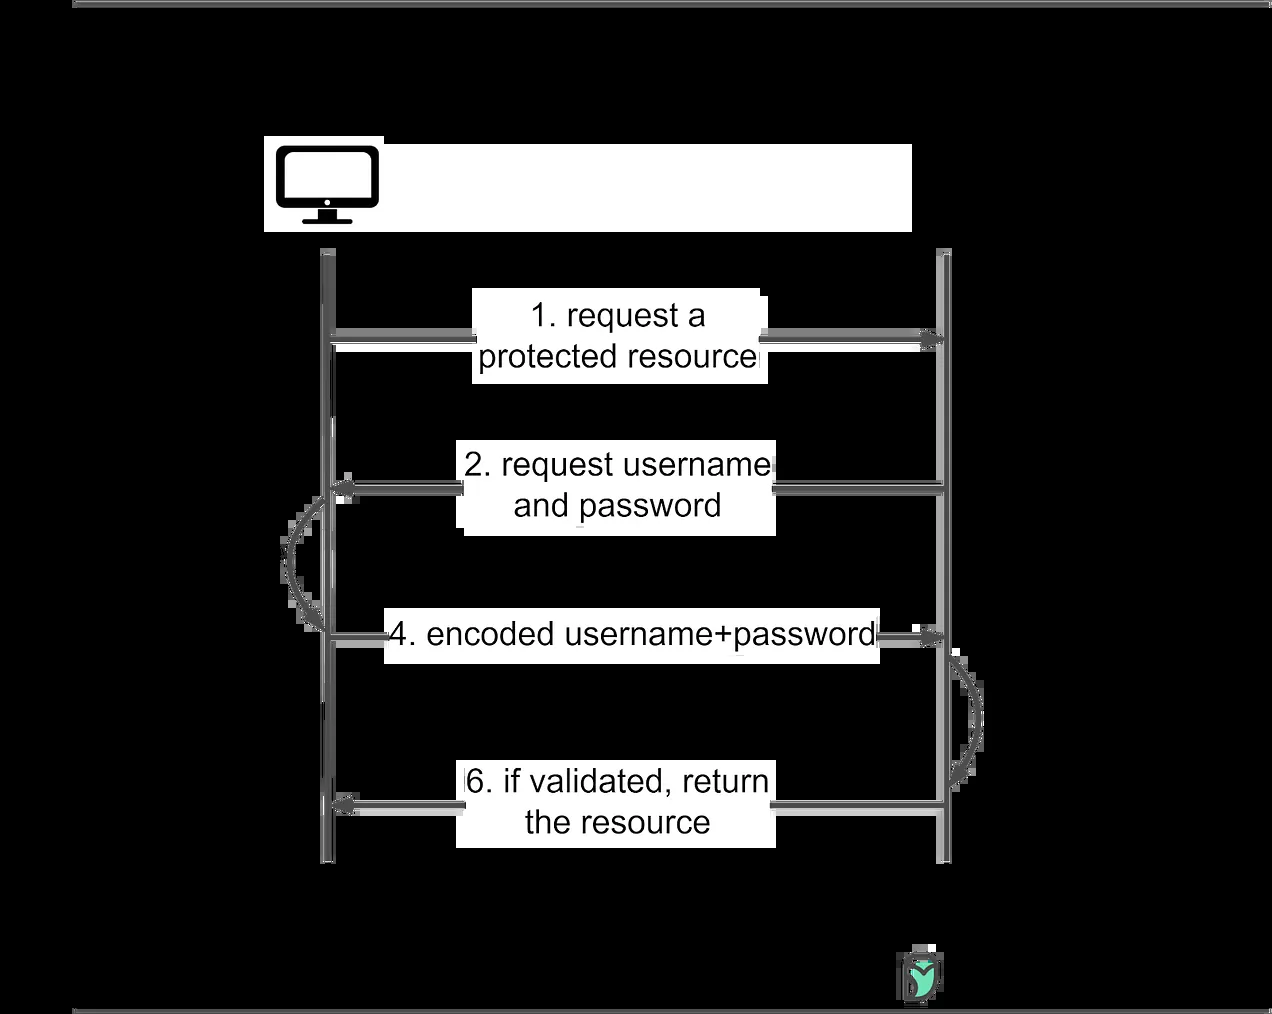 1. request a
protected resource
2. request username
and password
4. encoded username+password
6. if validated, return
the resource